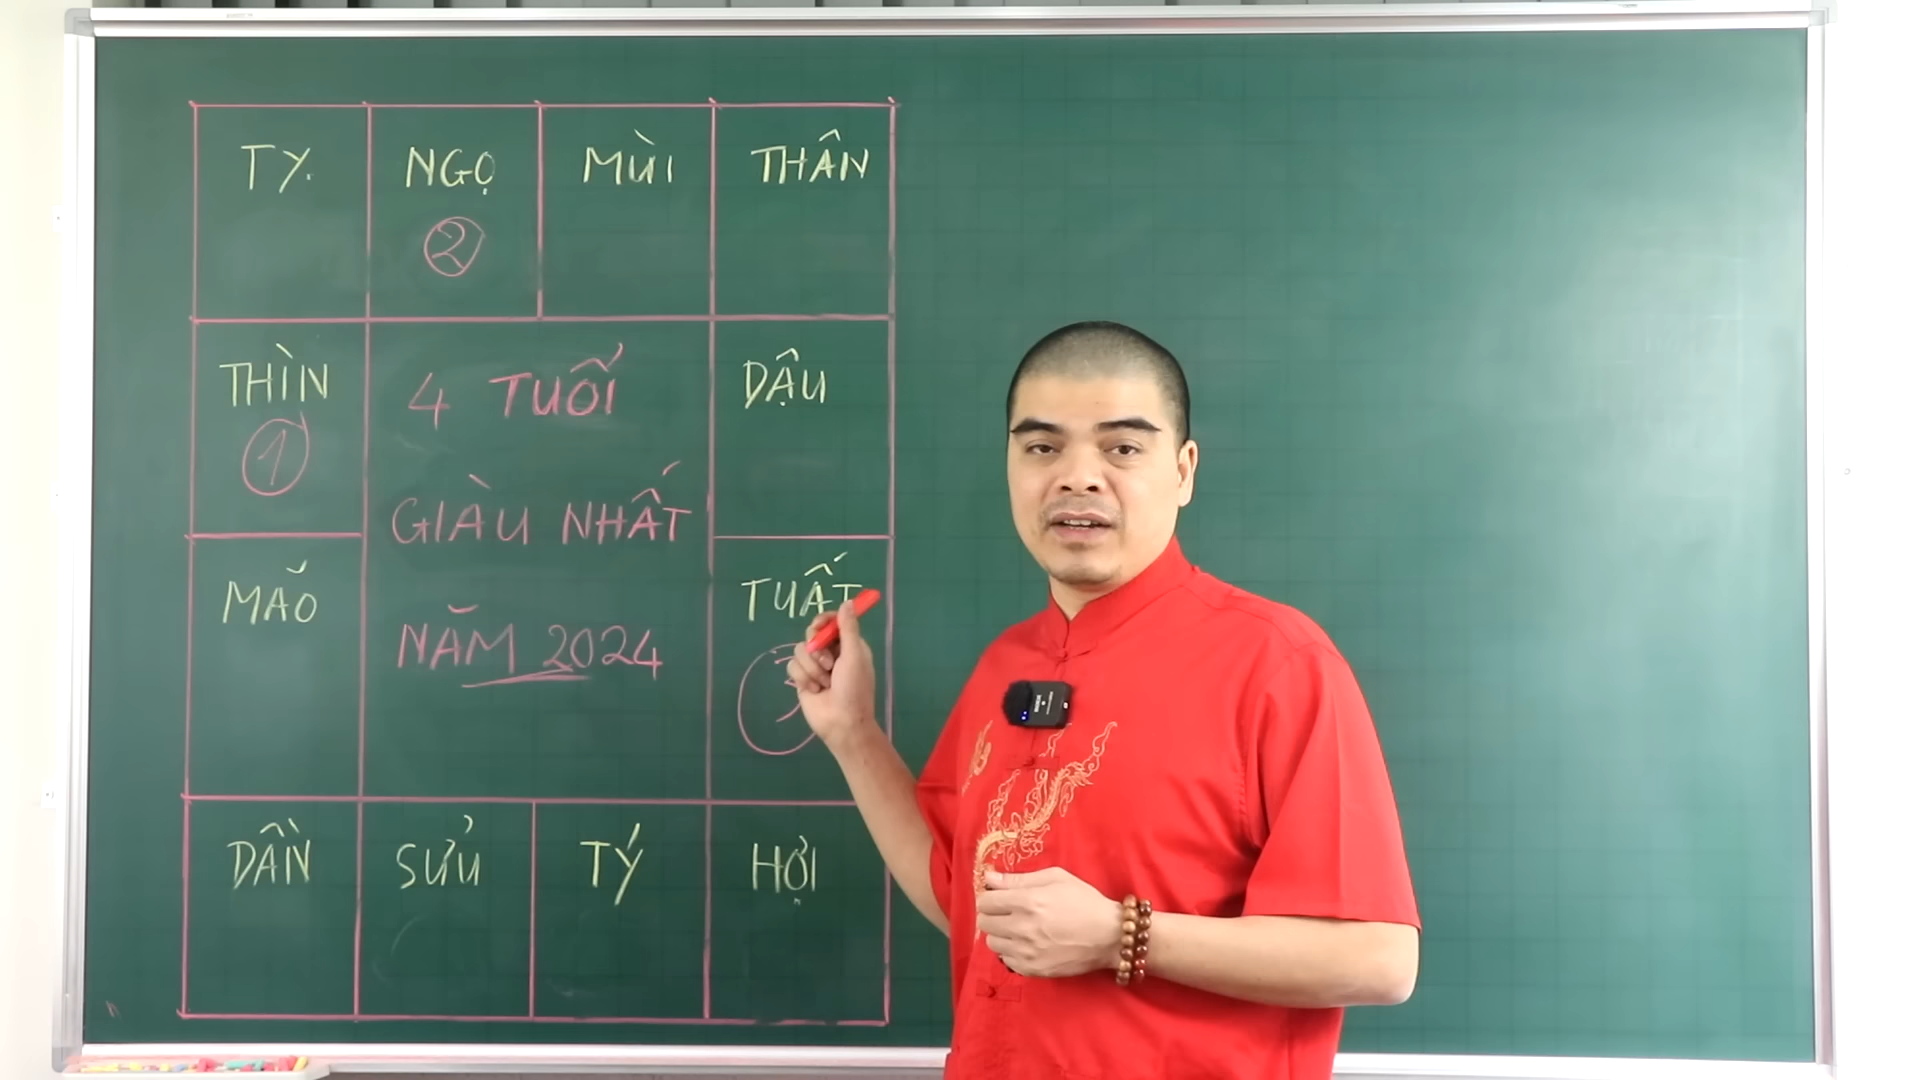 TỴ NGỌ MÙI THÂN
2
THÌN 4 TUỔI DẬU
1
GIÀU NHẤT
MÃO TUẤT
NĂM 2024
3
DẦN SỬU TÝ HỢI